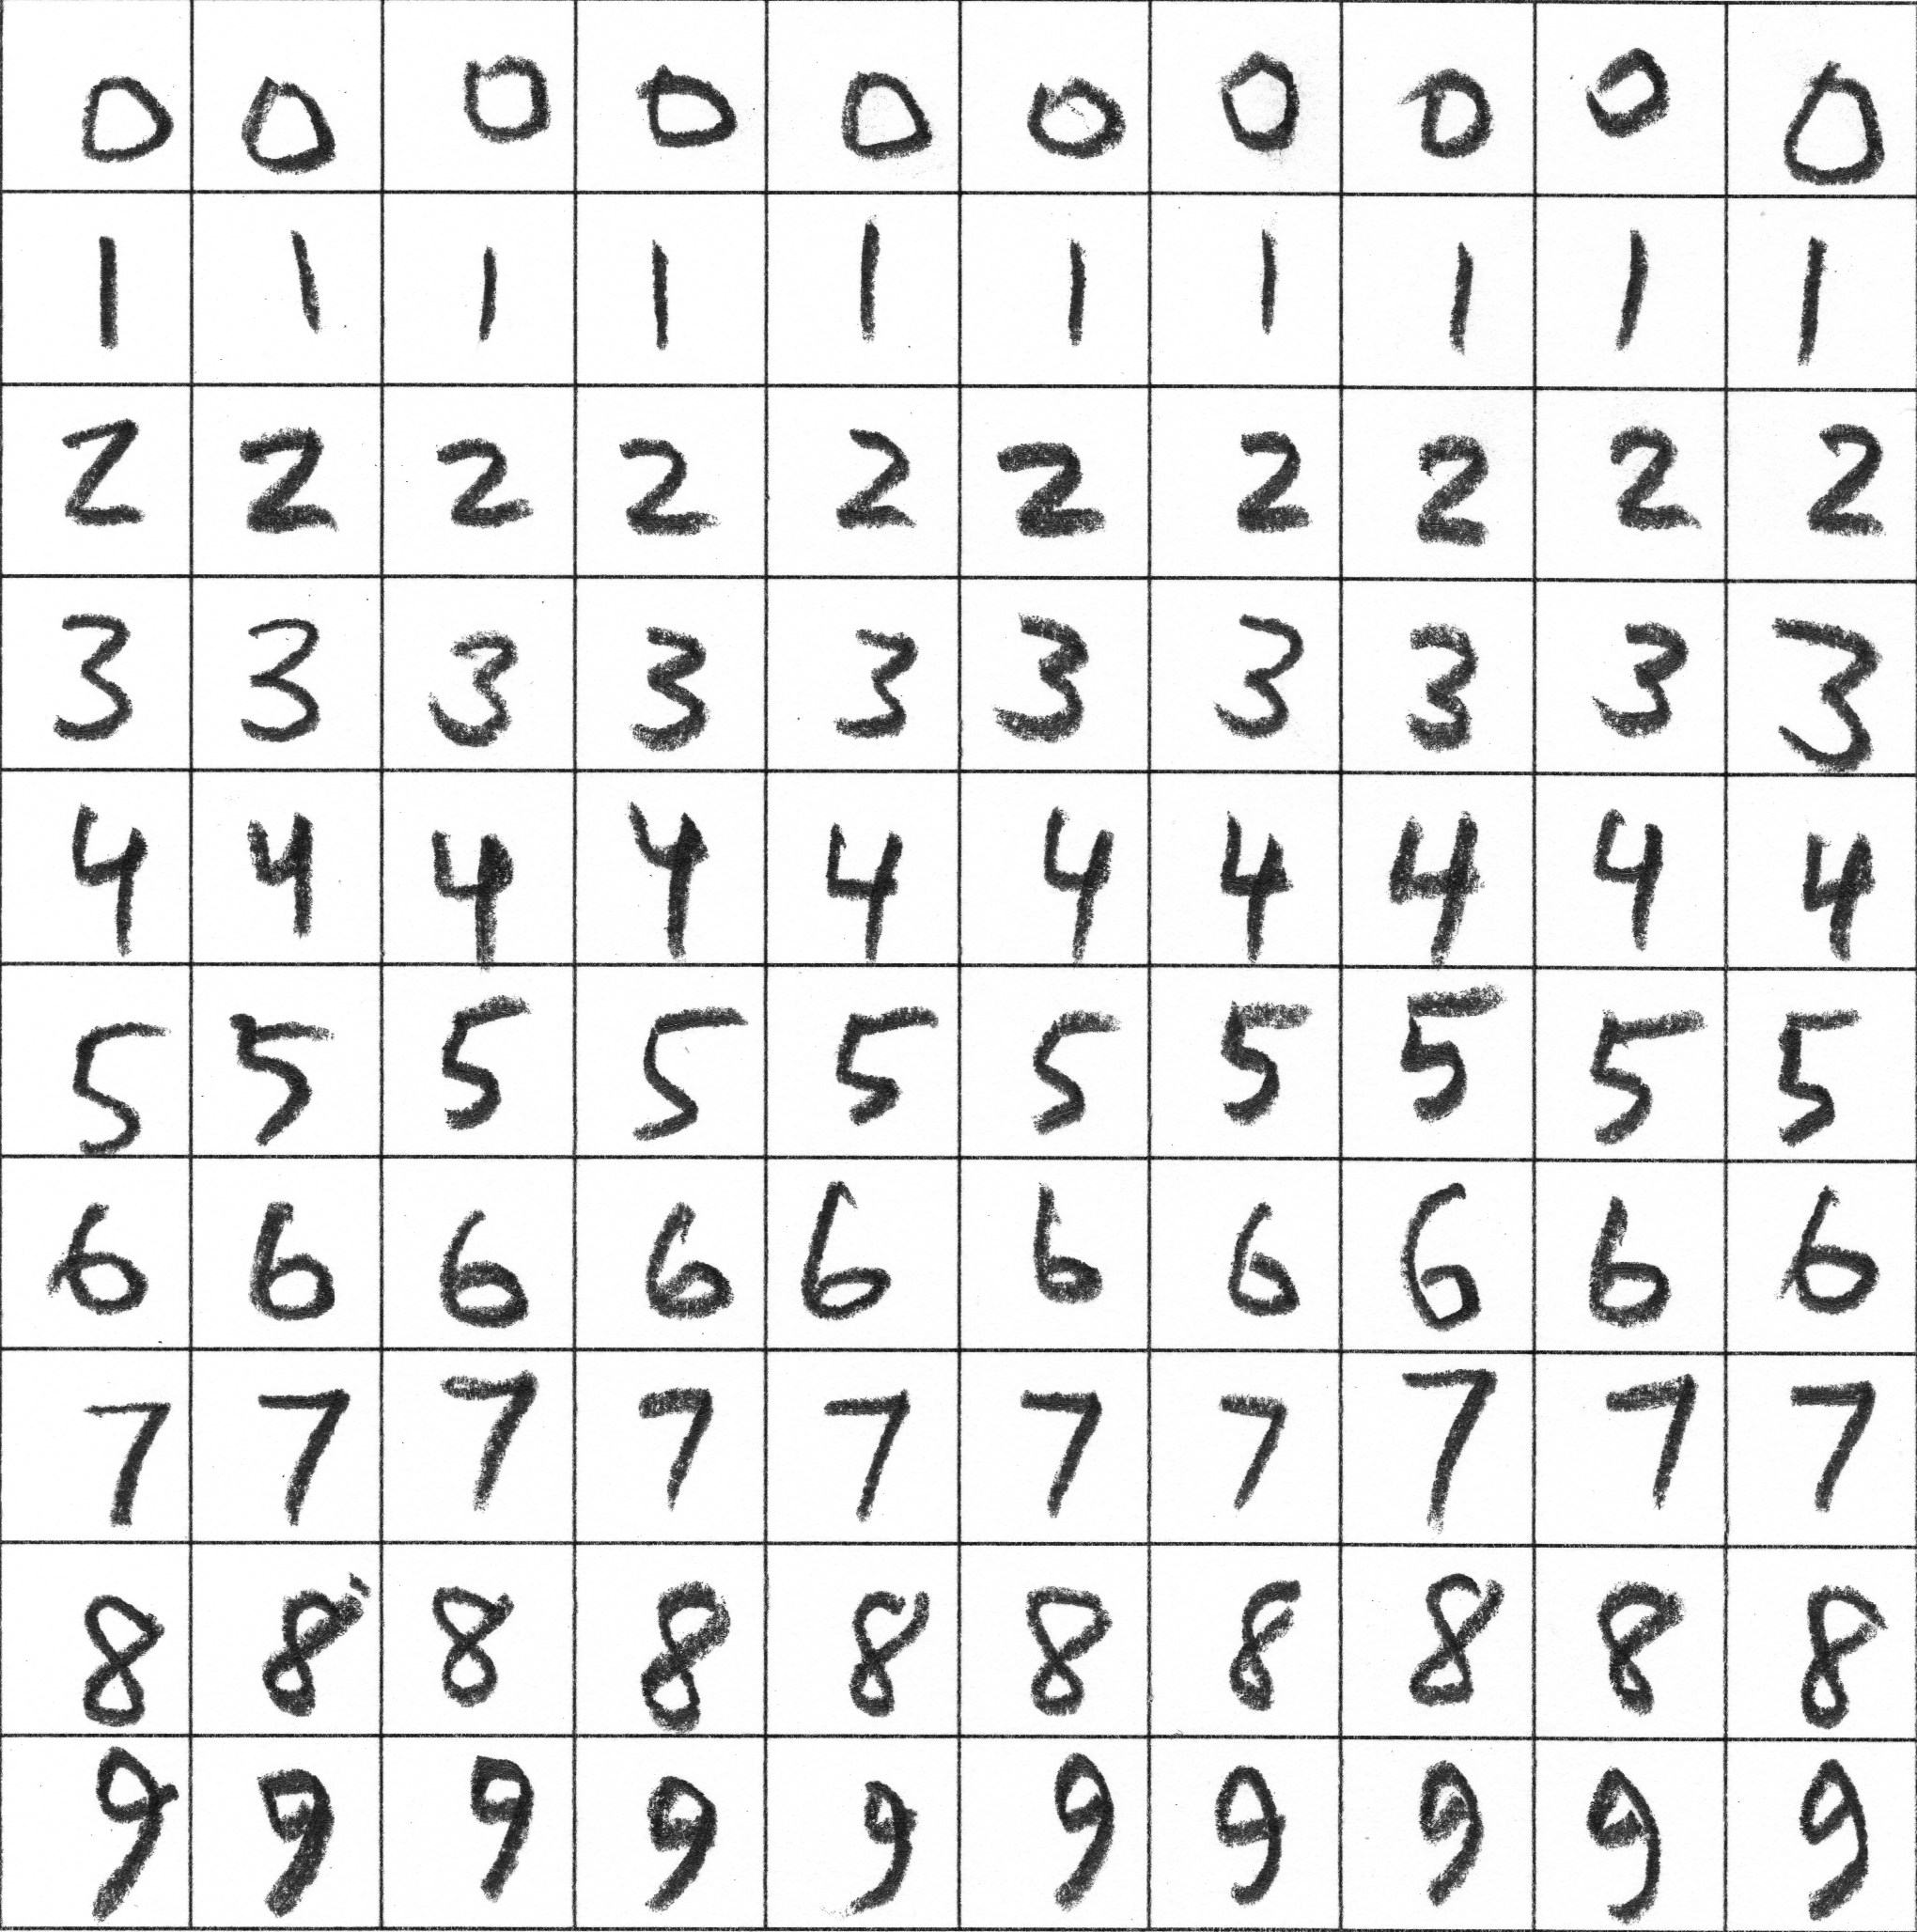 0 0 0 0 0 0 0 0 0 0
1 1 1 1 1 1 1 1 1 1
2 2 2 2 2 2 2 2 2 2
3 3 3 3 3 3 3 3 3 3
4 4 4 4 4 4 4 4 4 4
5 5 5 5 5 5 5 5 5 5
6 6 6 6 6 6 6 6 6 6
7 7 7 7 7 7 7 7 7 7
8 8 8 8 8 8 8 8 8 8
9 9 9 9 9 9 9 9 9 9